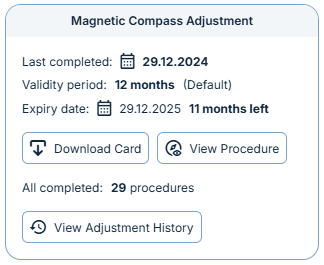 Magnetic Compass Adjustment
Last completed: 29.12.2024
Validity period: 12 months (Default)
Expiry date: 29.12.2025 11 months left
Download Card View Procedure
All completed: 29 procedures
View Adjustment History